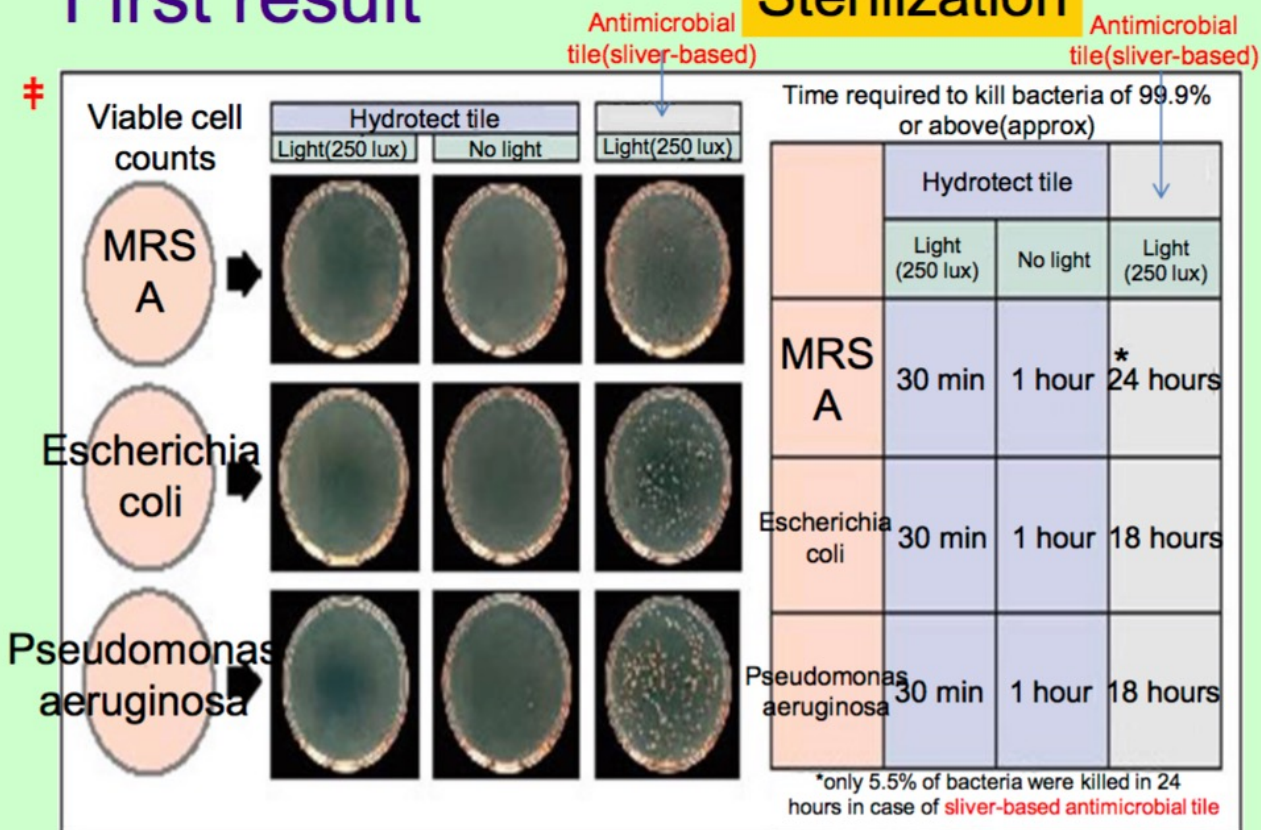 First result
Sterilization
Antimicrobial
tile(sliver-based)
Antimicrobial
tile(sliver-based)
‡
Viable cell
counts
Hydrotect tile
Light(250 lux)
No light
Light(250 lux)
MRS
A
Escherichia
coli
Pseudomonas
aeruginosa
Time required to kill bacteria of 99.9%
or above(approx)
Hydrotect tile
Light
(250 lux)
No light
Light
(250 lux)
MRS
A
30 min
1 hour
*
24 hours
Escherichia
coli
30 min
1 hour
18 hours
Pseudomonas
aeruginosa
30 min
1 hour
18 hours
*only 5.5% of bacteria were killed in 24
hours in case of sliver-based antimicrobial tile